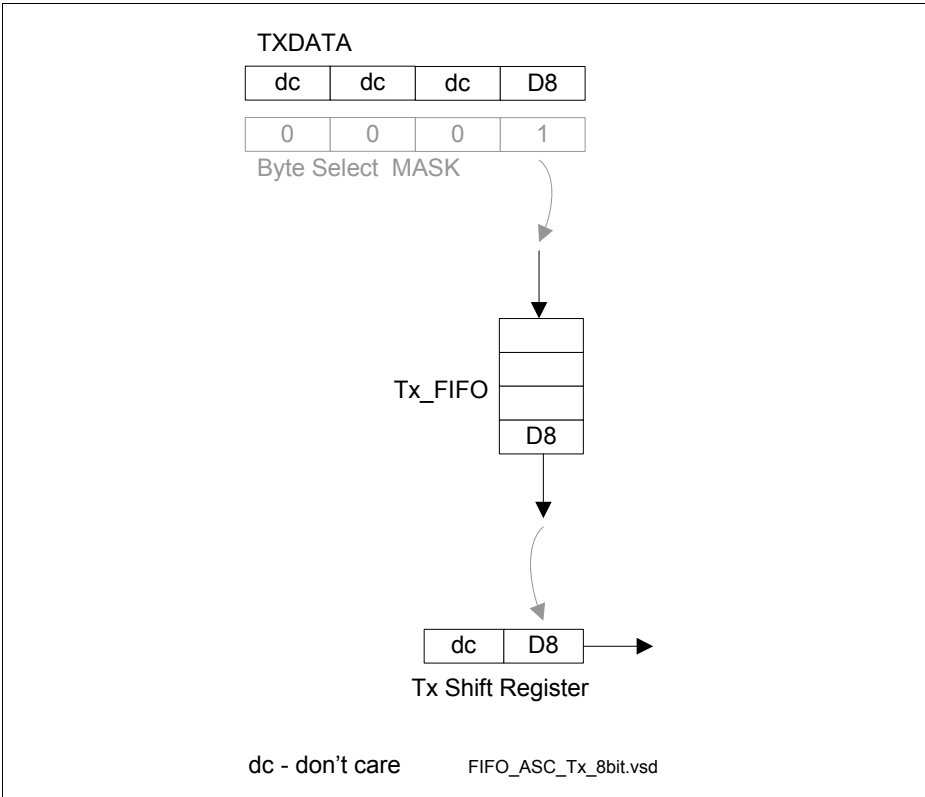 TXDATA
dc dc dc D8
0 0 0 1
Byte Select MASK
Tx_FIFO
D8
dc D8
Tx Shift Register
dc - don't care FIFO_ASC_Tx_8bit.vsd